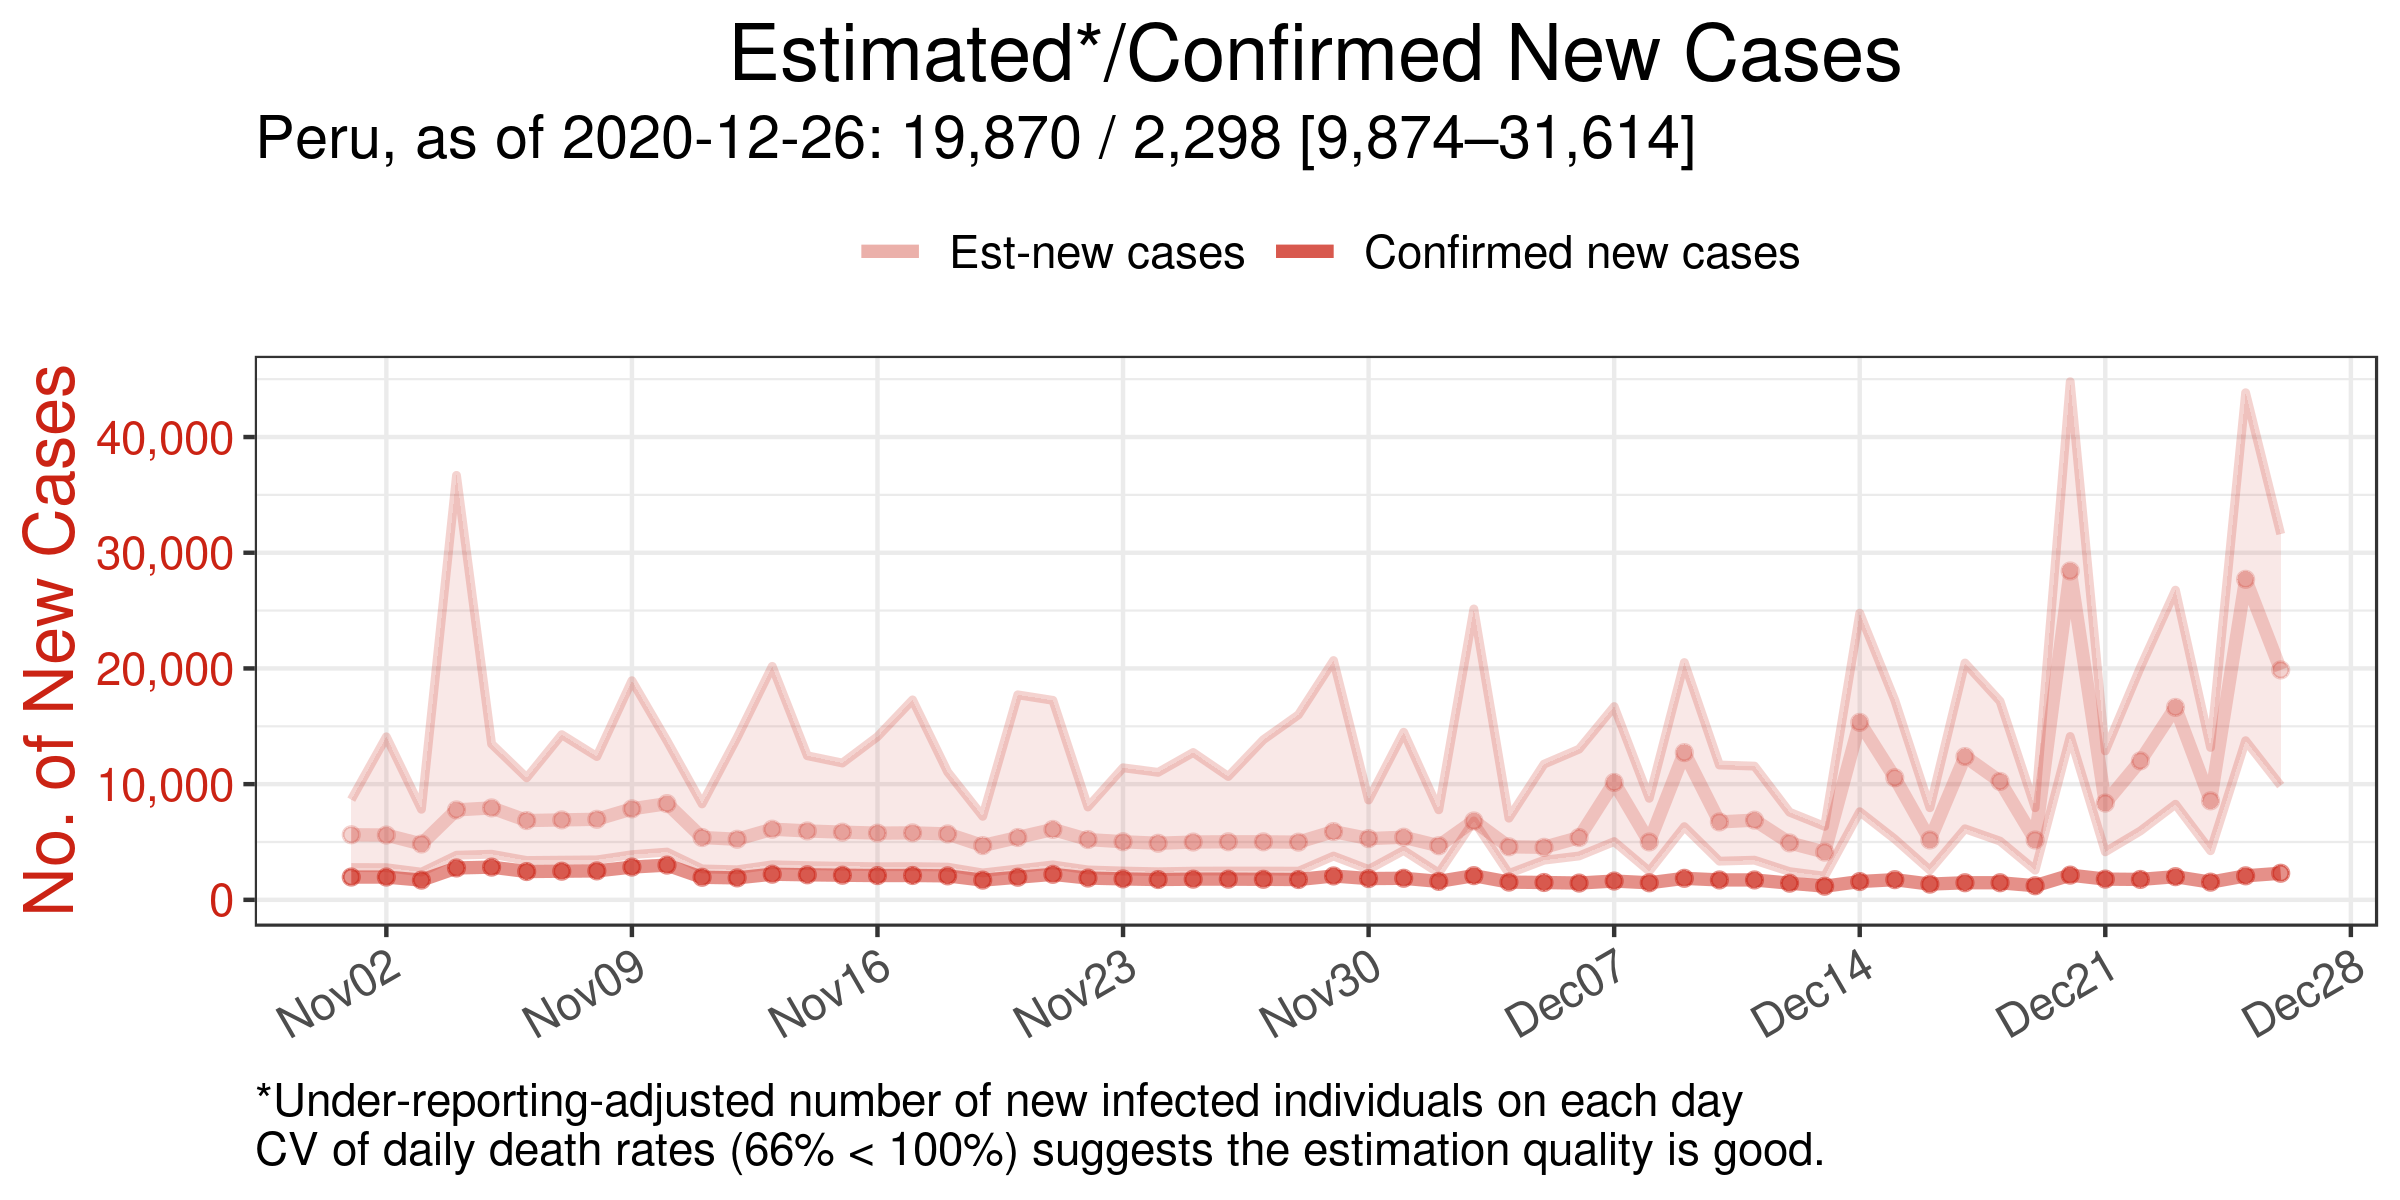 Estimated*/Confirmed New Cases
Peru, as of 2020-12-26: 19,870 / 2,298 [9,874–31,614]
Est-new cases Confirmed new cases
No. of New Cases
40,000
30,000
20,000
10,000
0
Nov02 Nov09 Nov16 Nov23 Nov30 Dec07 Dec14 Dec21 Dec28
*Under-reporting-adjusted number of new infected individuals on each day
CV of daily death rates (66% < 100%) suggests the estimation quality is good.